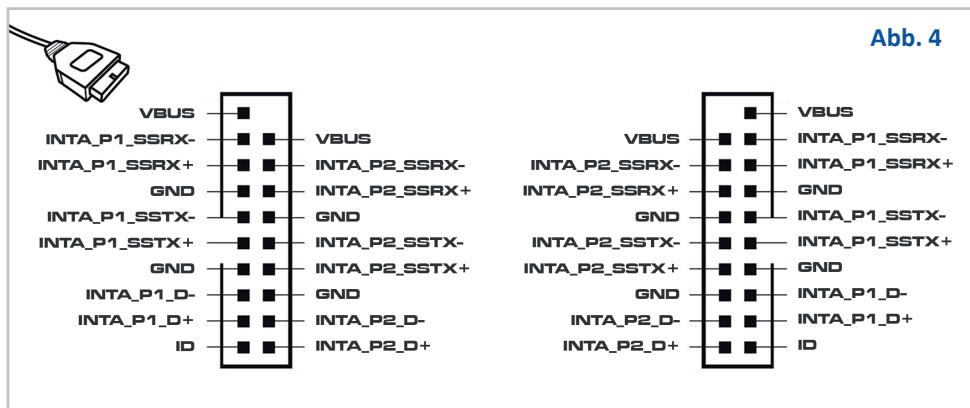 Abb. 4
VBUS
INTA_P1_SSRX- VBUS
INTA_P1_SSRX+ INTA_P2_SSRX-
GND INTA_P2_SSRX+
INTA_P1_SSTX- GND
INTA_P1_SSTX+ INTA_P2_SSTX-
GND INTA_P2_SSTX+
INTA_P1_D- GND
INTA_P1_D+ INTA_P2_D-
ID INTA_P2_D+
VBUS
VBUS INTA_P1_SSRX-
INTA_P2_SSRX- INTA_P1_SSRX+
INTA_P2_SSRX+ GND
GND INTA_P1_SSTX-
INTA_P2_SSTX- INTA_P1_SSTX+
INTA_P2_SSTX+ GND
GND INTA_P1_D-
INTA_P2_D- INTA_P1_D+
INTA_P2_D+ ID